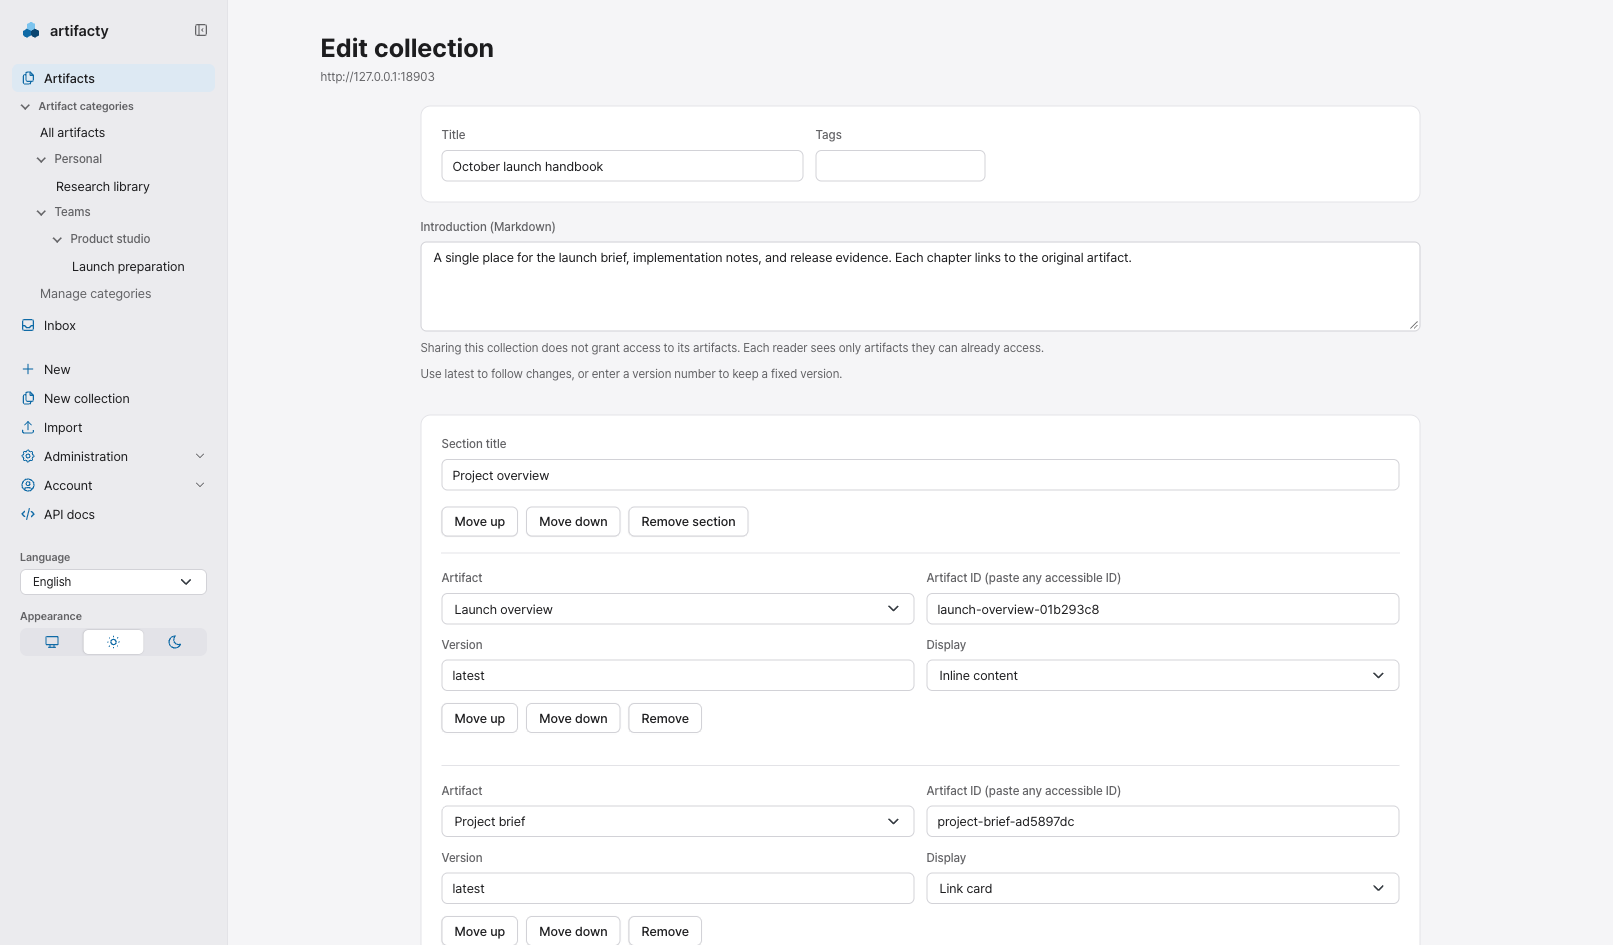 artifacty
Artifacts
Artifact categories
All artifacts
Personal
Research library
Teams
Product studio
Launch preparation
Manage categories
Inbox
New
New collection
Import
Administration
Account
API docs
Language
English
Appearance
Edit collection
http://127.0.0.1:18903
Title
Tags
October launch handbook
Introduction (Markdown)
A single place for the launch brief, implementation notes, and release evidence. Each chapter links to the original artifact.
Sharing this collection does not grant access to its artifacts. Each reader sees only artifacts they can already access.
Use latest to follow changes, or enter a version number to keep a fixed version.
Section title
Project overview
Move up
Move down
Remove section
Artifact
Artifact ID (paste any accessible ID)
Launch overview
launch-overview-01b293c8
Version
Display
latest
Inline content
Move up
Move down
Remove
Artifact
Artifact ID (paste any accessible ID)
Project brief
project-brief-ad5897dc
Version
Display
latest
Link card
Move up
Move down
Remove